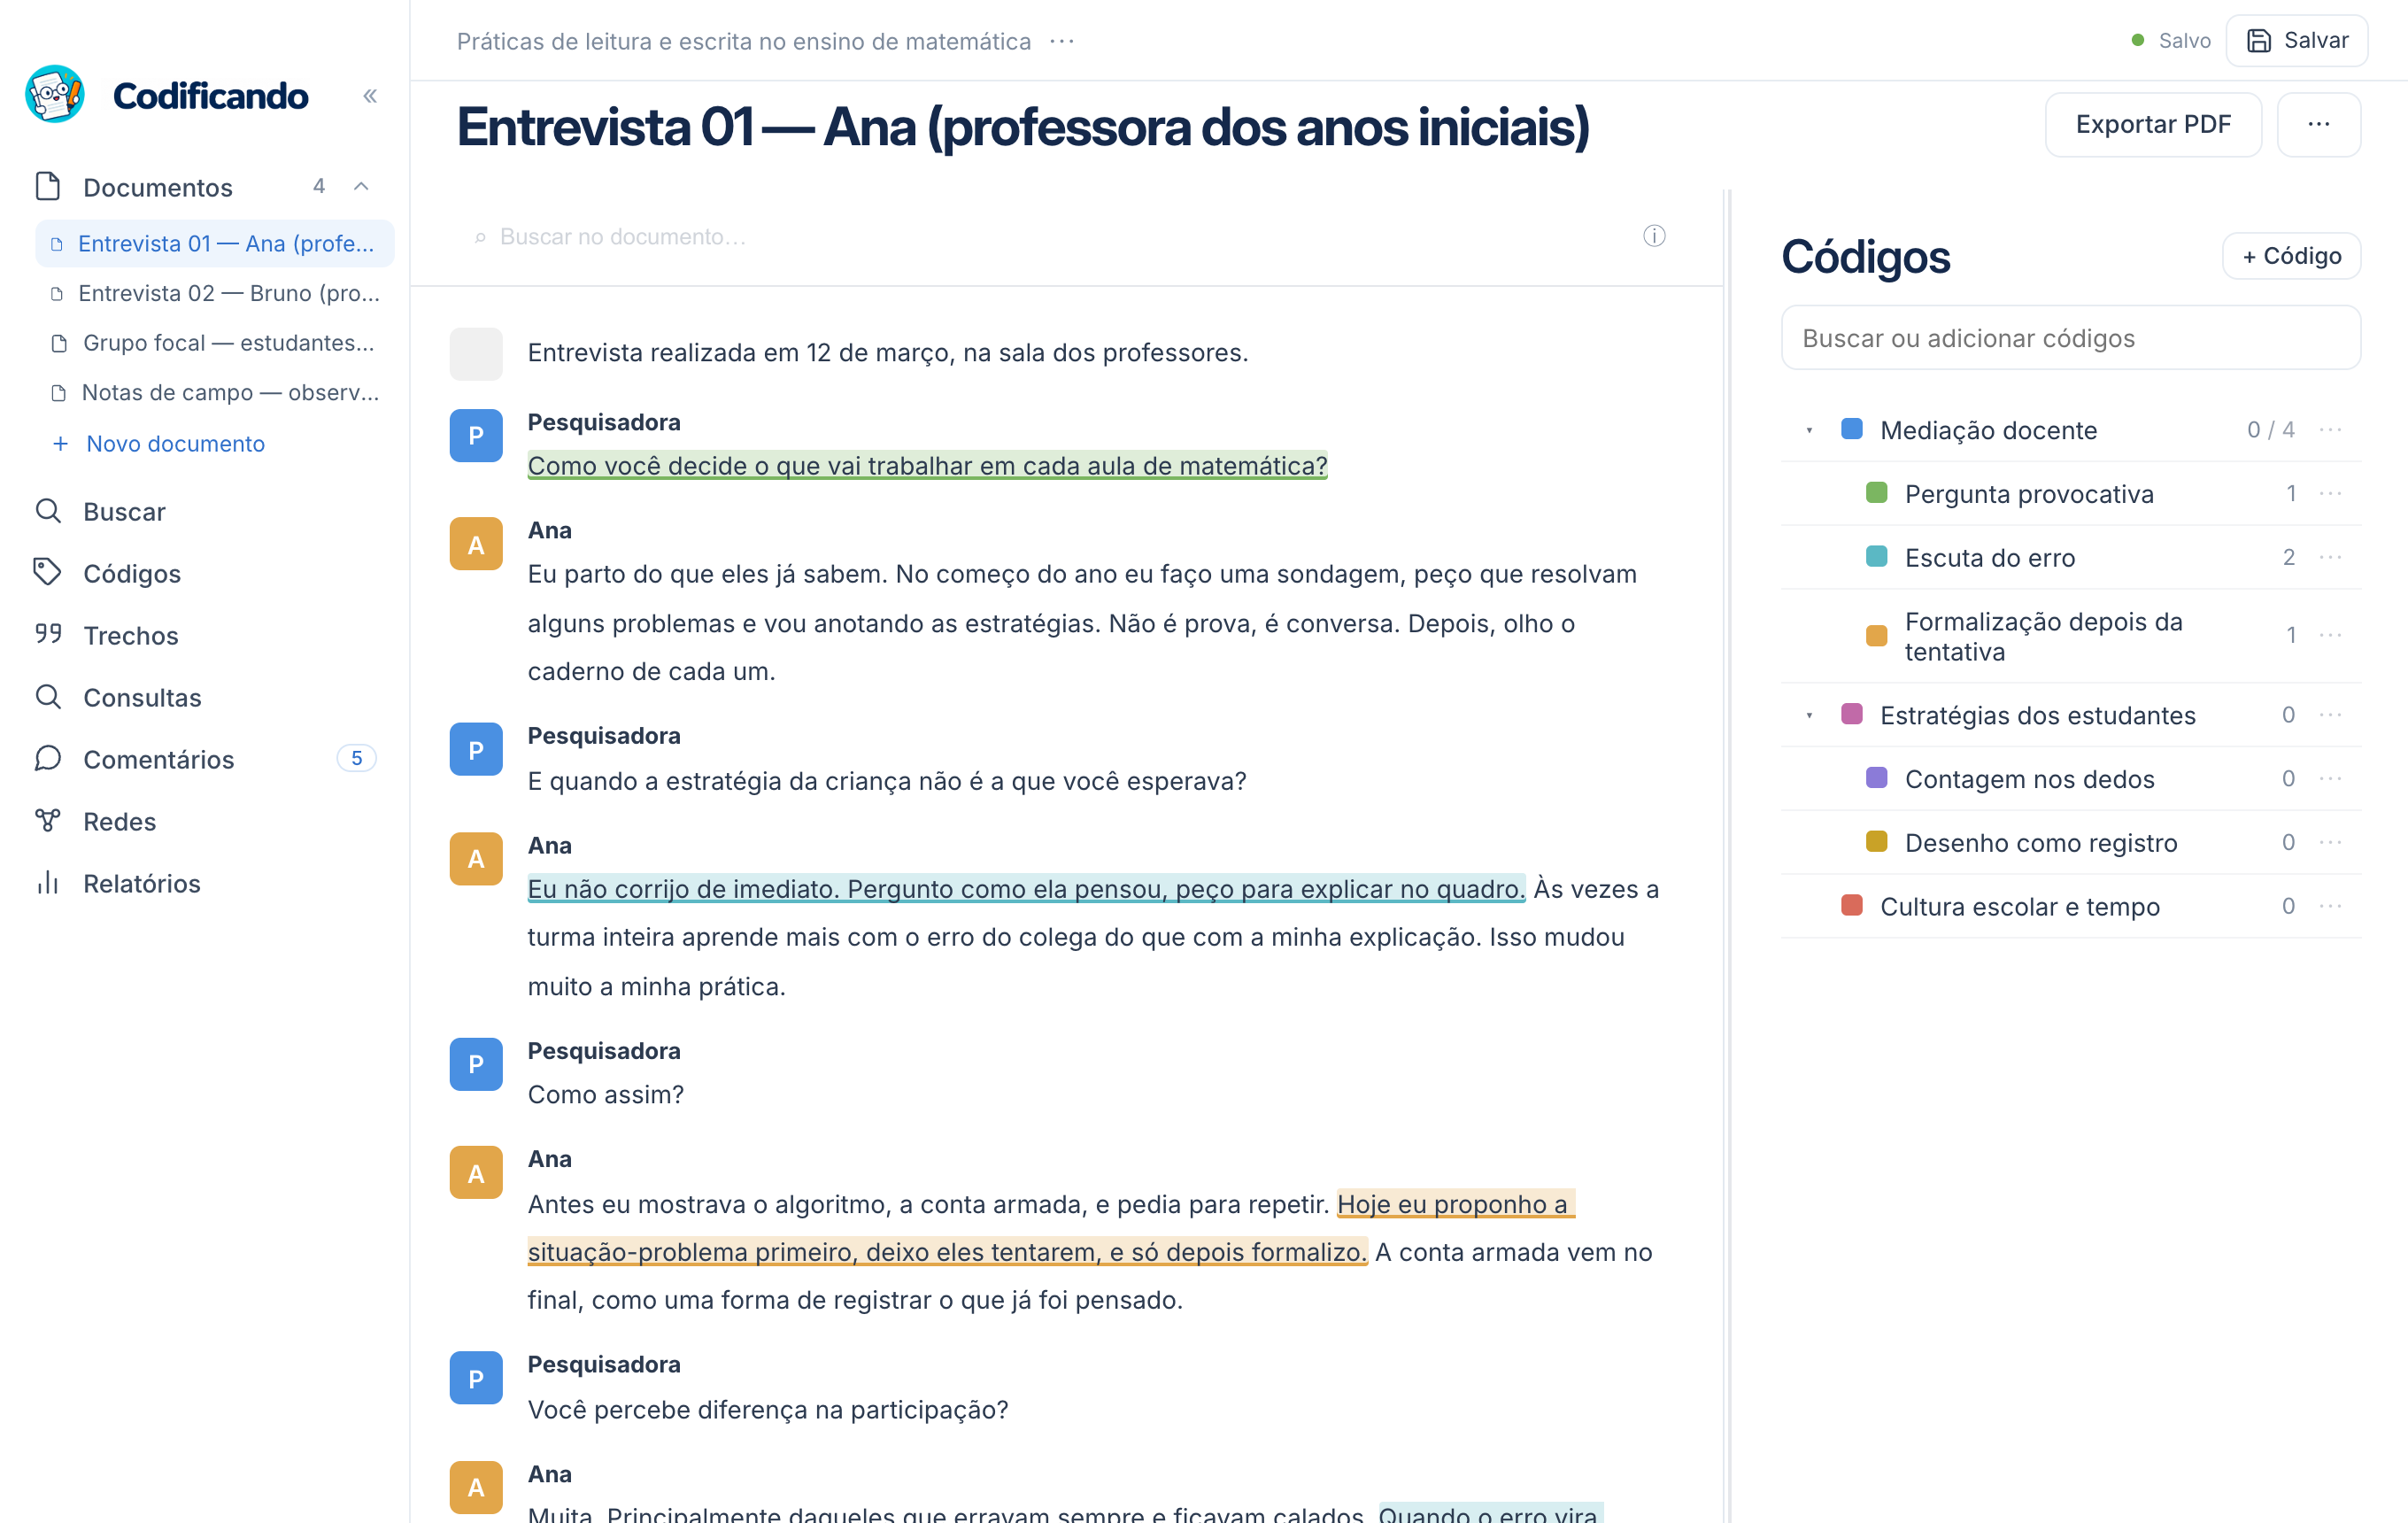 Codificando
«
Documentos 4
Entrevista 01 — Ana (profe...
Entrevista 02 — Bruno (pro...
Grupo focal — estudantes...
Notas de campo — observ...
+ Novo documento
Buscar
Códigos
Trechos
Consultas
Comentários 5
Redes
Relatórios
Práticas de leitura e escrita no ensino de matemática ...
Salvo
Salvar
Entrevista 01 — Ana (professora dos anos iniciais)
Exportar PDF
...
Buscar no documento…
Entrevista realizada em 12 de março, na sala dos professores.
P
Pesquisadora
Como você decide o que vai trabalhar em cada aula de matemática?
A
Ana
Eu parto do que eles já sabem. No começo do ano eu faço uma sondagem, peço que resolvam
alguns problemas e vou anotando as estratégias. Não é prova, é conversa. Depois, olho o
caderno de cada um.
P
Pesquisadora
E quando a estratégia da criança não é a que você esperava?
A
Ana
Eu não corrijo de imediato. Pergunto como ela pensou, peço para explicar no quadro. Às vezes a
turma inteira aprende mais com o erro do colega do que com a minha explicação. Isso mudou
muito a minha prática.
P
Pesquisadora
Como assim?
A
Ana
Antes eu mostrava o algoritmo, a conta armada, e pedia para repetir. Hoje eu proponho a
situação-problema primeiro, deixo eles tentarem, e só depois formalizo. A conta armada vem no
final, como uma forma de registrar o que já foi pensado.
P
Pesquisadora
Você percebe diferença na participação?
A
Ana
Muita. Principalmente daqueles que erravam sempre e ficavam calados. Quando o erro vira
Códigos
+ Código
Buscar ou adicionar códigos
Mediação docente 0 / 4 ...
Pergunta provocativa 1 ...
Escuta do erro 2 ...
Formalização depois da
tentativa 1 ...
Estratégias dos estudantes 0 ...
Contagem nos dedos 0 ...
Desenho como registro 0 ...
Cultura escolar e tempo 0 ...